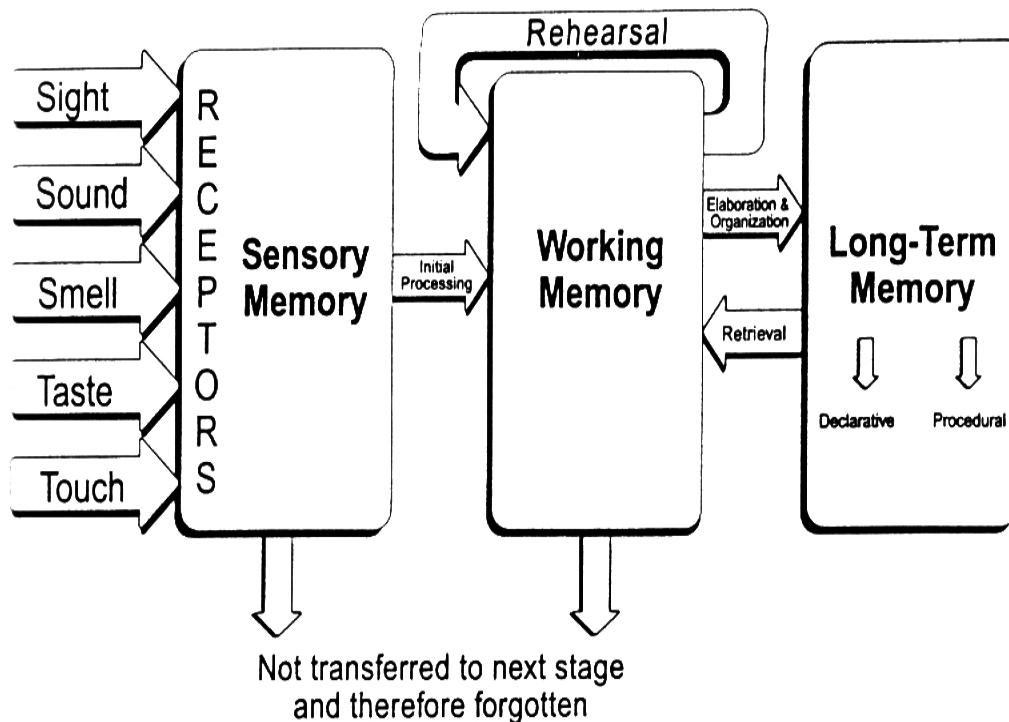 Rehearsal
Sight
Sound
Smell
Taste
Touch
RECEPTORS
Sensory
Memory
Initial
Processing
Working
Memory
Elaboration &
Organization
Retrieval
Long-Term
Memory
Declarative
Procedural
Not transferred to next stage
and therefore forgotten